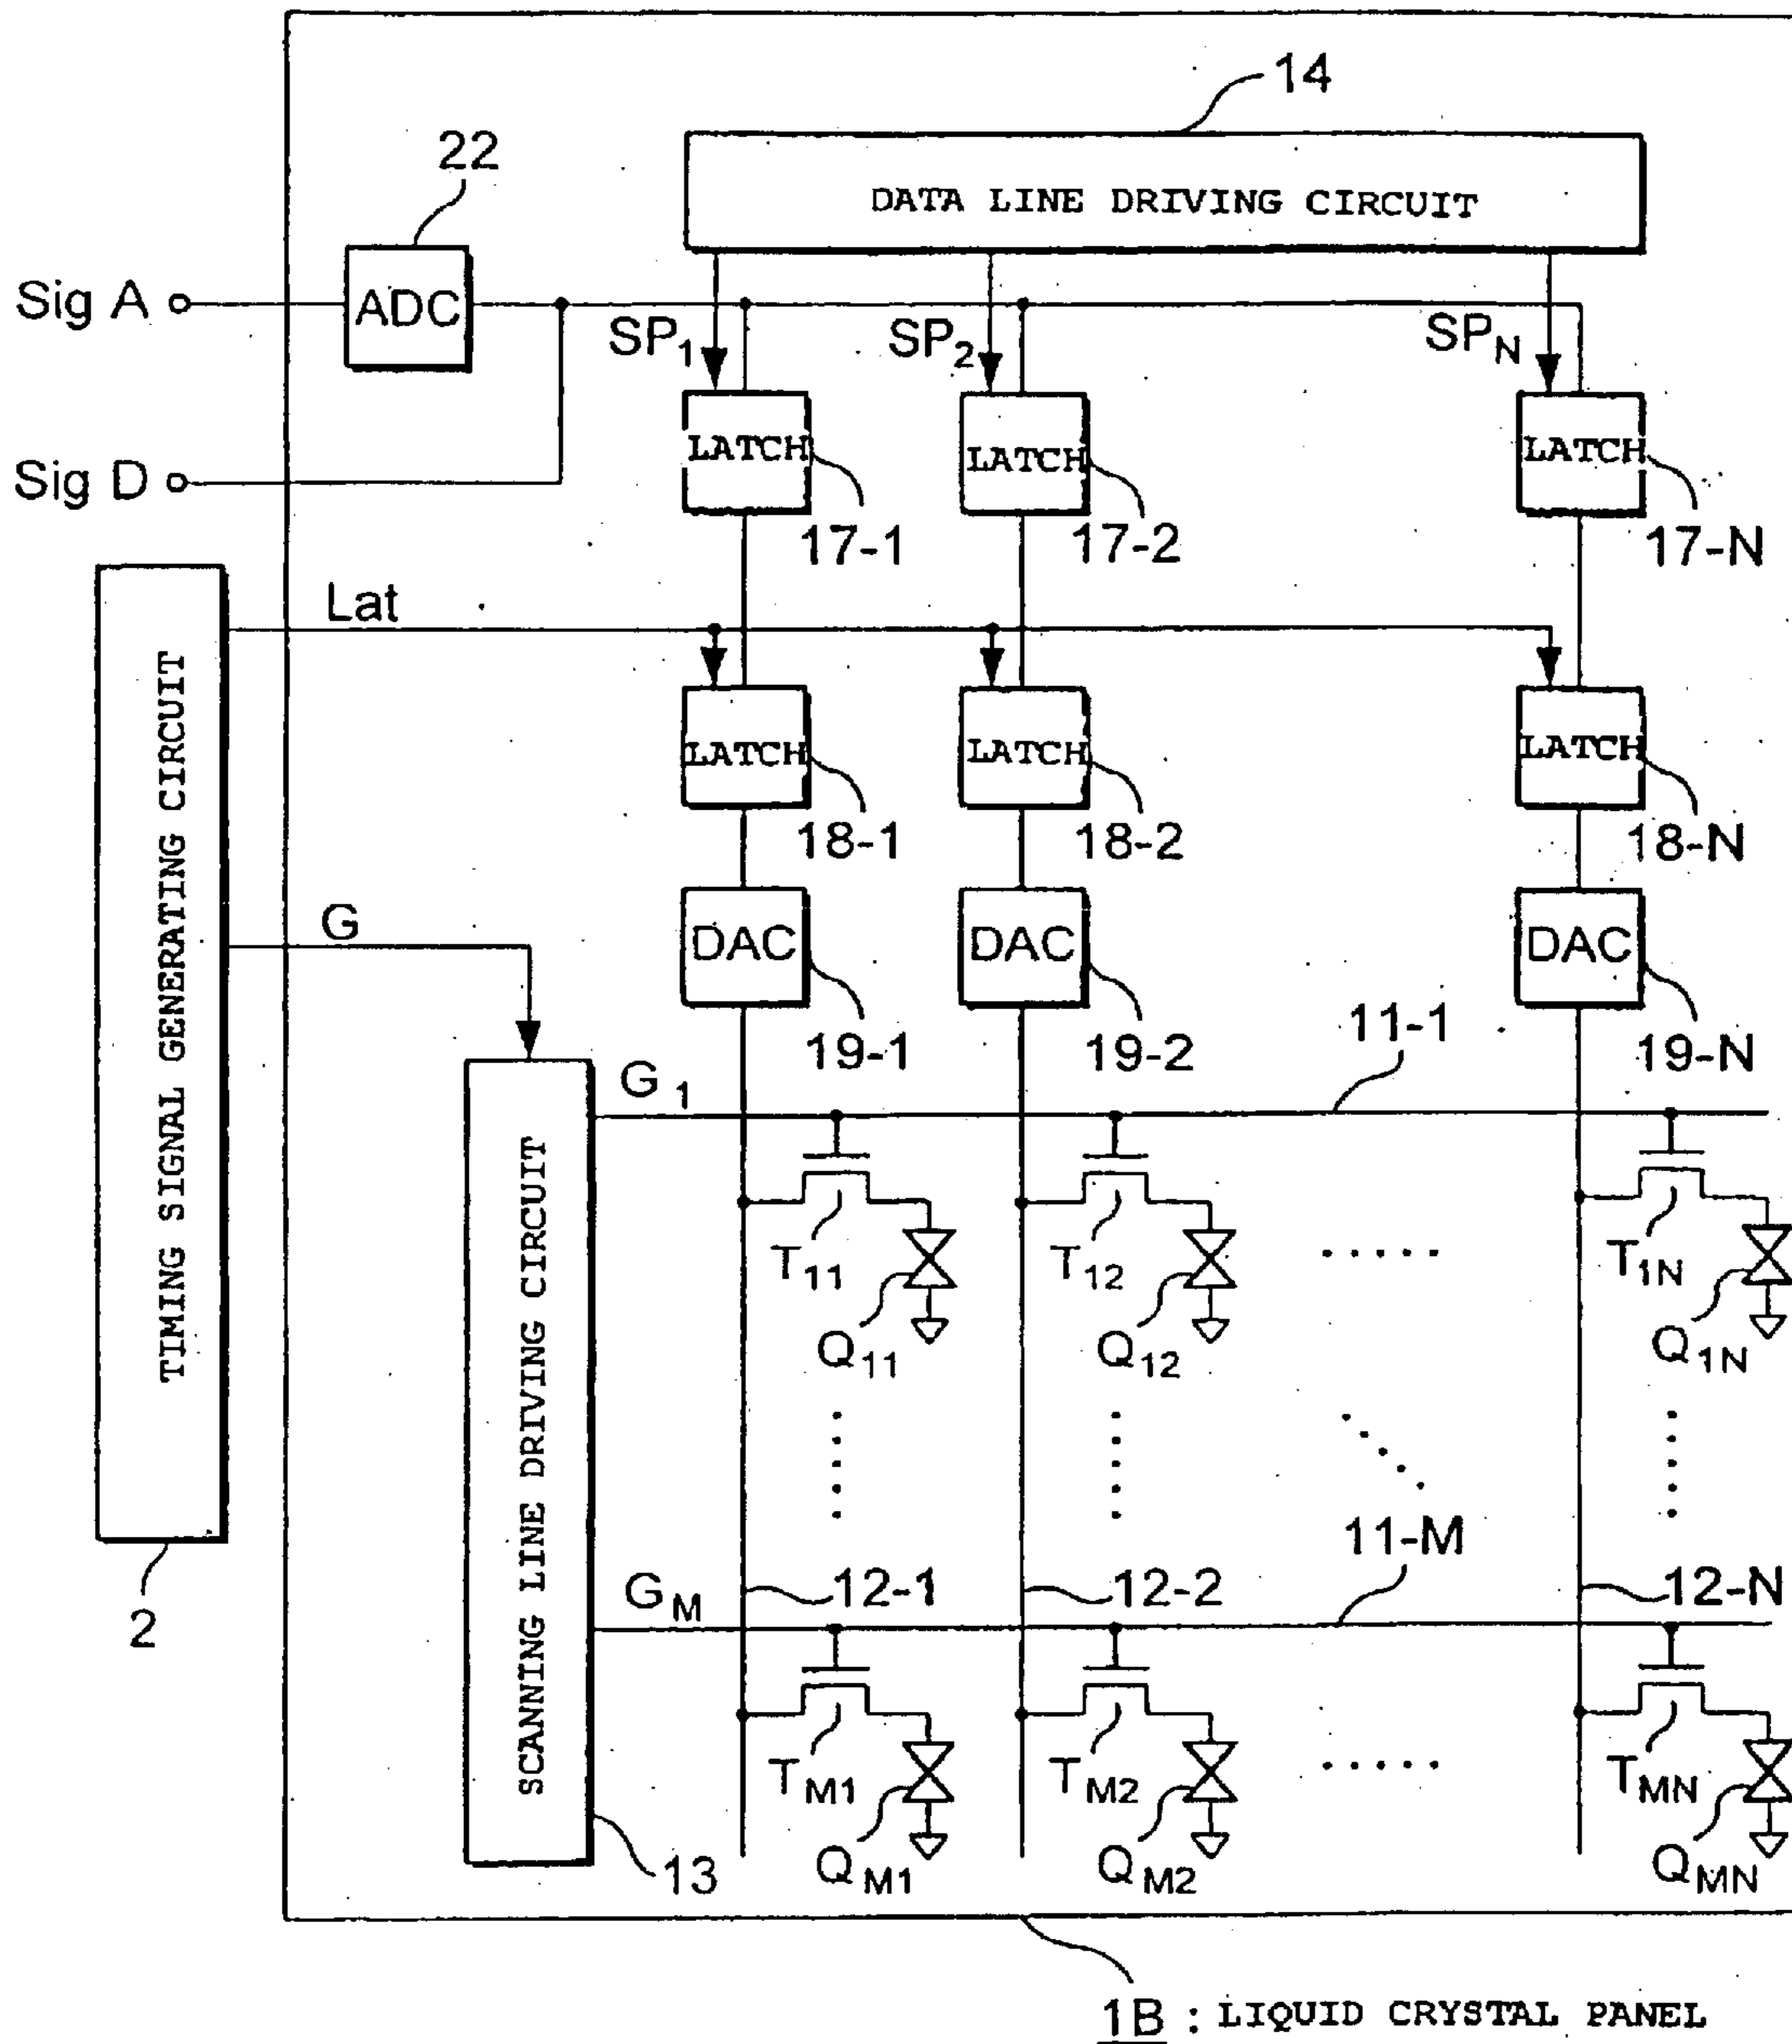 14
22
DATA LINE DRIVING CIRCUIT
Sig A
ADC
SP1
SP2
SPN
LATCH
LATCH
LATCH
Sig D
17-1
17-2
17-N
Lat
LATCH
LATCH
LATCH
18-1
18-2
18-N
TIMING SIGNAL GENERATING CIRCUIT
G
DAC
DAC
DAC
19-1
19-2
19-N
11-1
G1
SCANNING LINE DRIVING CIRCUIT
T11
T12
.....
T1N
Q11
Q12
Q1N
11-M
2
GM
12-1
12-2
12-N
TM1
TM2
.....
TMN
13
QM1
QM2
QMN
1B : LIQUID CRYSTAL PANEL